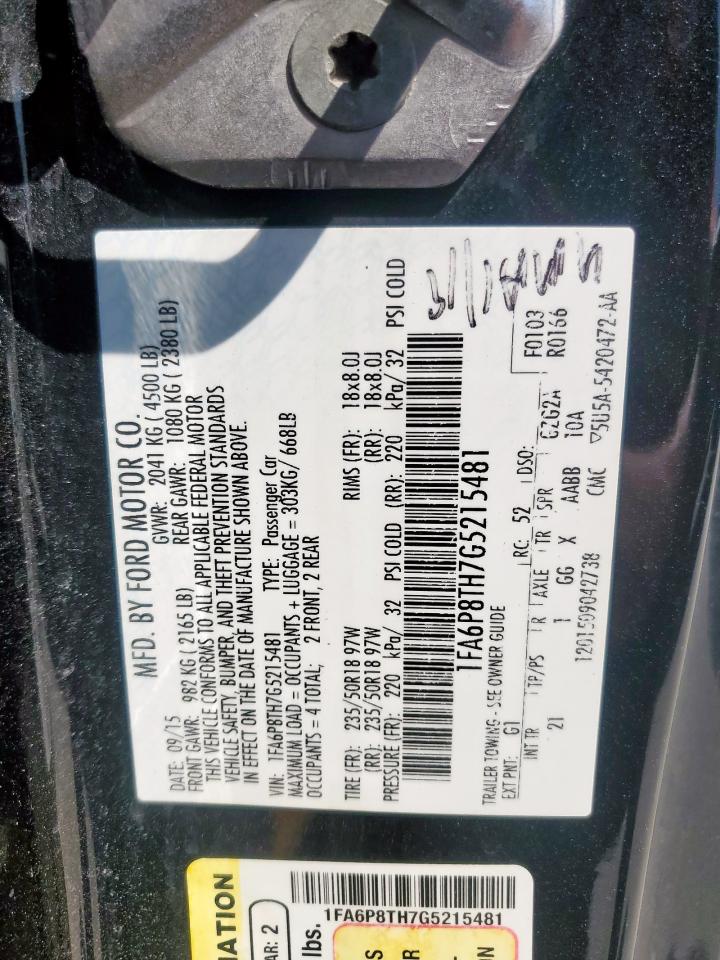 MFD. BY FORD MOTOR CO.
DATE: 09/15 GVWR: 2041 KG ( 4500 LB)
FRONT GAWR: 982 KG ( 2165 LB) REAR GAWR: 1080 KG ( 2380 LB)
THIS VEHICLE CONFORMS TO ALL APPLICABLE FEDERAL MOTOR
VEHICLE SAFETY, BUMPER, AND THEFT PREVENTION STANDARDS
IN EFFECT ON THE DATE OF MANUFACTURE SHOWN ABOVE.
VIN: 1FA6P8TH7G5215481 TYPE: Passenger Car
MAXIMUM LOAD = OCCUPANTS + LUGGAGE = 303KG/ 668LB
OCCUPANTS = 4 TOTAL; 2 FRONT, 2 REAR
TIRE (FR): 235/50R18 97W RIMS (FR): 18x8.0J
(RR): 235/50R18 97W (RR): 18x8.0J
PRESSURE (FR): 220 kPa/ 32 PSI COLD (RR): 220 kPa/ 32 PSI COLD
1FA6P8TH7G5215481
TRAILER TOWING - SEE OWNER GUIDE
EXT PNT: G1 RC: 52 DSO: F0103
INT TR TP/PS R AXLE TR SPR R0166
21 1 GG X AABB 10A
1201509042738 CMC ▽5U5A-5420472-AA
1FA6P8TH7G5215481
lbs.